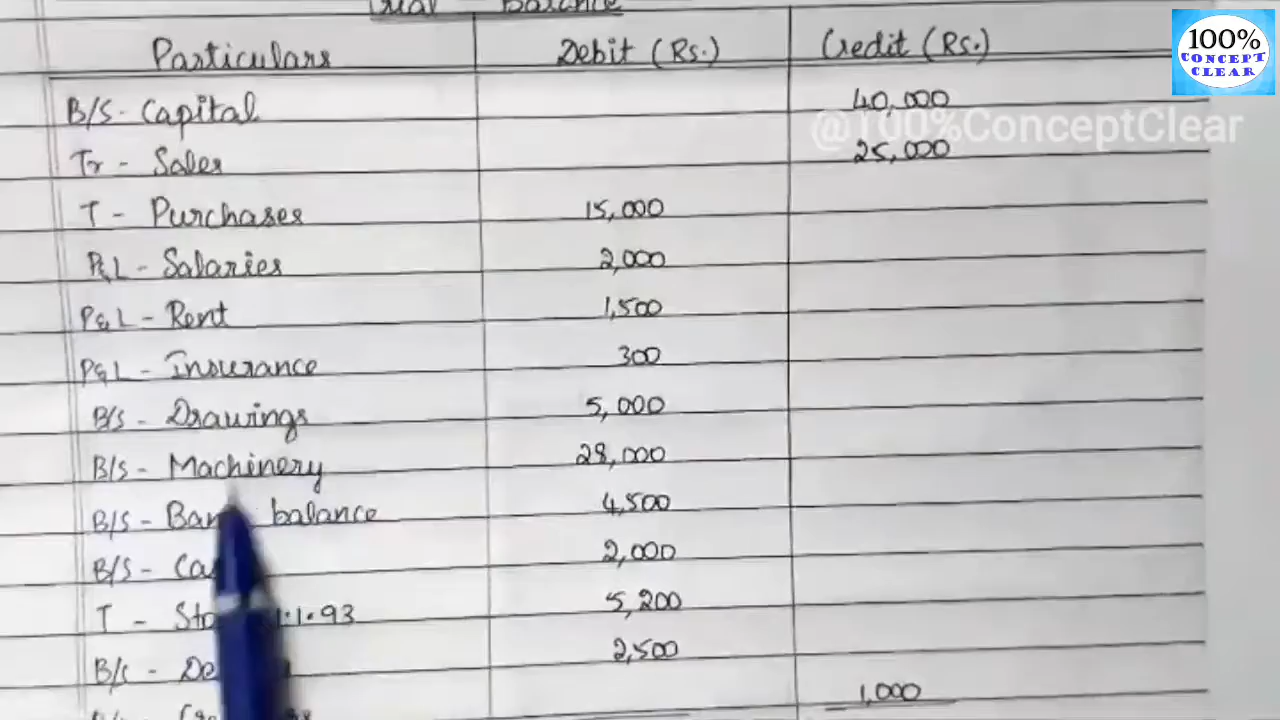 Trial Balance
Particulars Debit (Rs.) Credit (Rs.)
B/S - Capital 40,000
Tr - Sales 25,000
T - Purchases 15,000
P&L - Salaries 2,000
P&L - Rent 1,500
P&L - Insurance 300
B/S - Drawings 5,000
B/S - Machinery 28,000
B/S - balance 4,500
B/S - 2,000
T - 1.1.93 5,200
B/S - 2,500
1,000
100%
CONCEPT
CLEAR
@100%ConceptClear